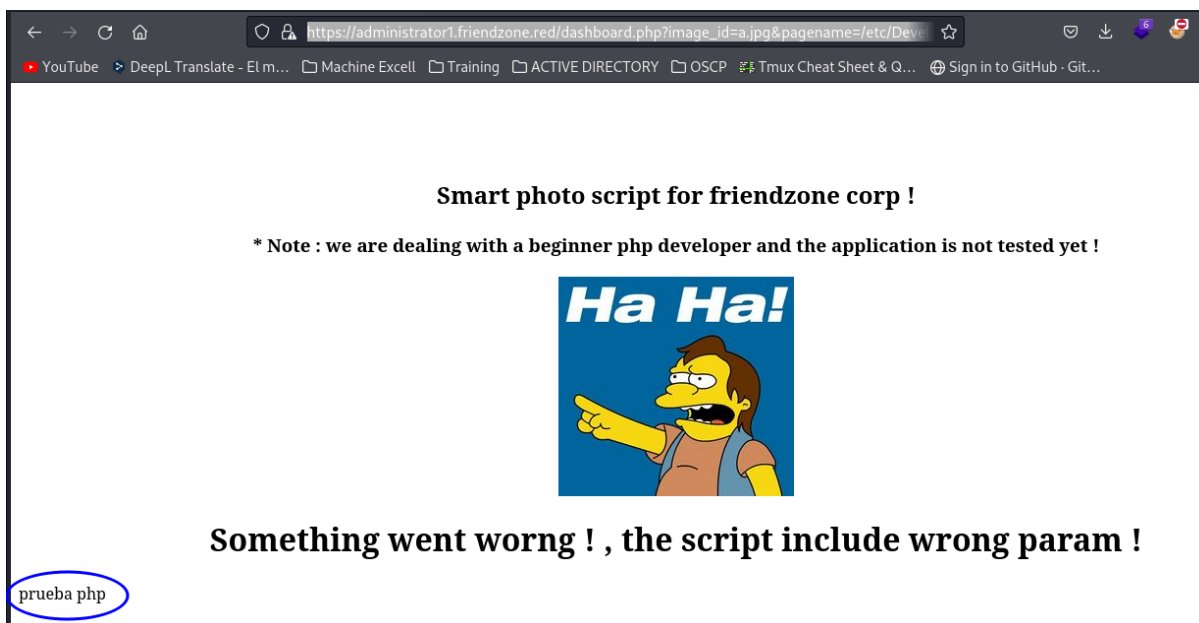 https://administrator1.friendzone.red/dashboard.php?image_id=a.jpg&pagename=/etc/Devel
6
YouTube DeepL Translate - El m... Machine Excell Training ACTIVE DIRECTORY OSCP Tmux Cheat Sheet & Q... Sign in to GitHub · Git...
Smart photo script for friendzone corp !
* Note : we are dealing with a beginner php developer and the application is not tested yet !
Ha Ha!
Something went worng ! , the script include wrong param !
prueba php